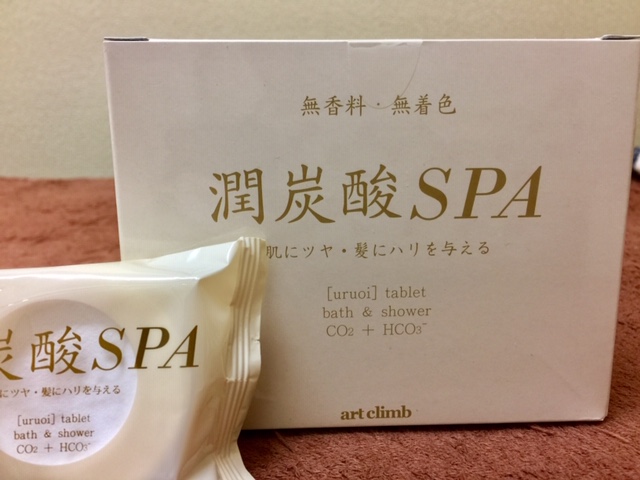 無香料・無着色
潤炭酸SPA
肌にツヤ・髪にハリを与える
[uruoi] tablet
bath & shower
CO2 + HCO3⁻
art climb
炭酸SPA
にツヤ・髪にハリを与える
[uruoi] tablet
bath & shower
CO2 + HCO3⁻